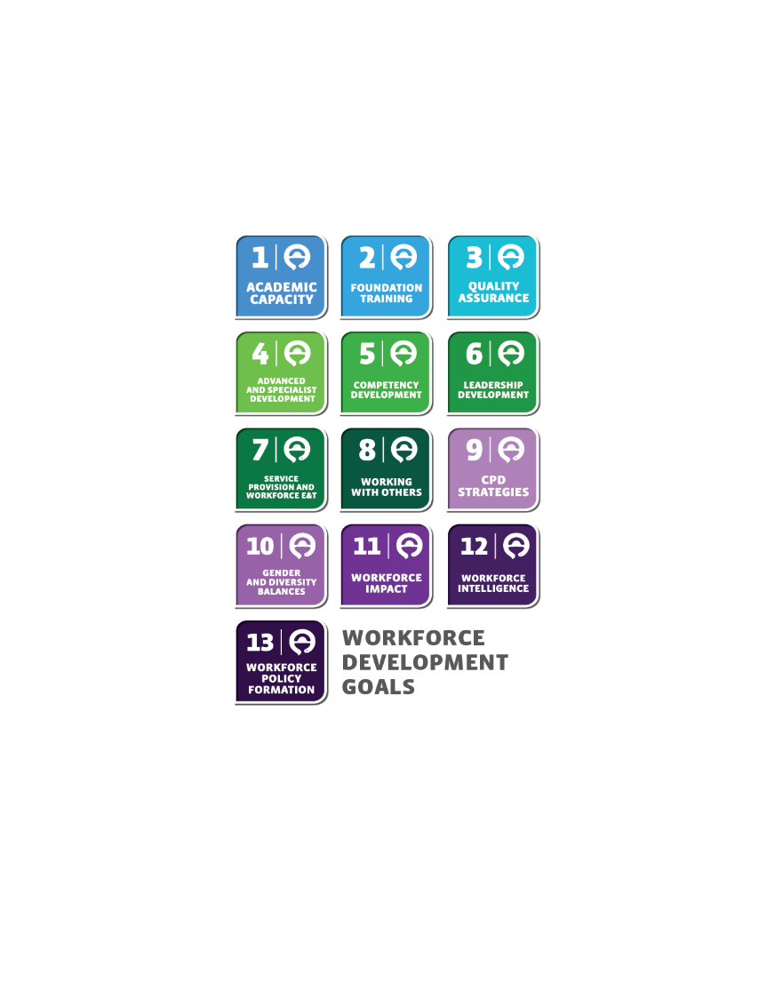 1
ACADEMIC
CAPACITY
2
FOUNDATION
TRAINING
3
QUALITY
ASSURANCE
4
ADVANCED
AND SPECIALIST
DEVELOPMENT
5
COMPETENCY
DEVELOPMENT
6
LEADERSHIP
DEVELOPMENT
7
SERVICE
PROVISION AND
WORKFORCE E&T
8
WORKING
WITH OTHERS
9
CPD
STRATEGIES
10
GENDER
AND DIVERSITY
BALANCES
11
WORKFORCE
IMPACT
12
WORKFORCE
INTELLIGENCE
13
WORKFORCE
POLICY
FORMATION
WORKFORCE
DEVELOPMENT
GOALS